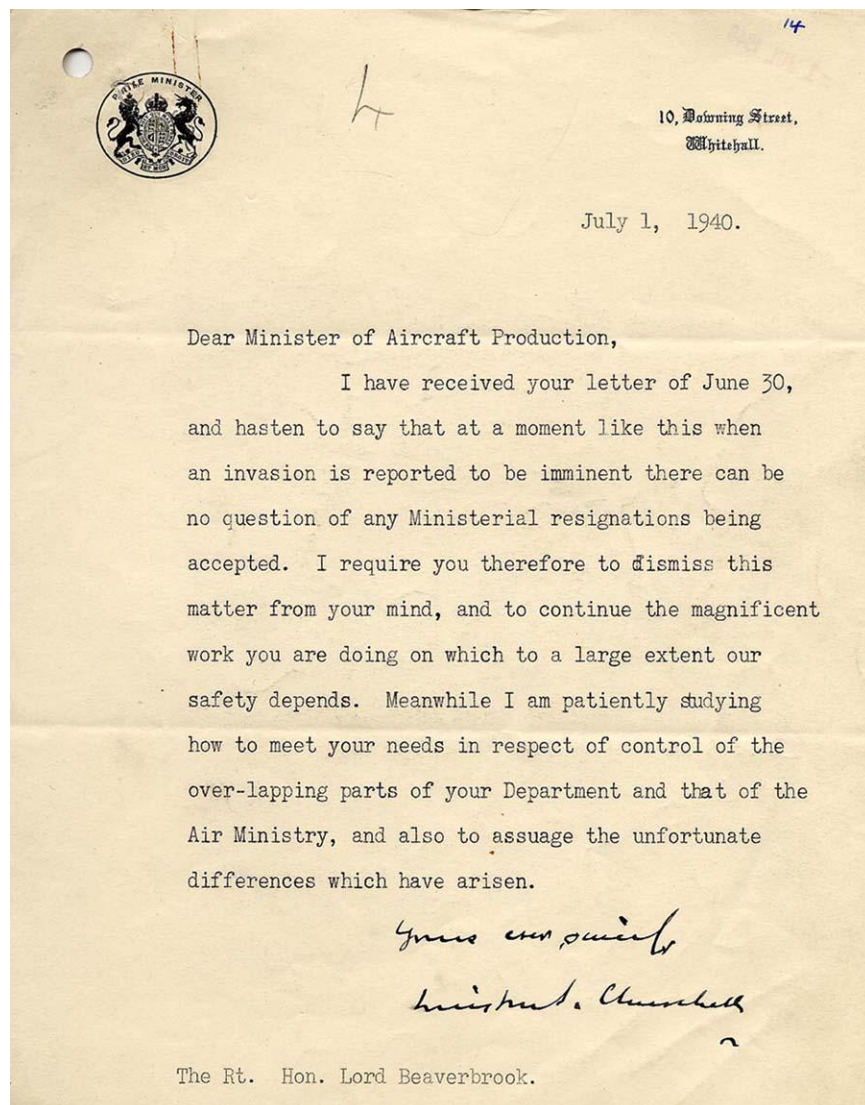 14
PRIME MINISTER
4
10, Downing Street,
Whitehall.
DIEU DROIT
ET MON
July 1, 1940.
Dear Minister of Aircraft Production,
I have received your letter of June 30,
and hasten to say that at a moment like this when
an invasion is reported to be imminent there can be
no question of any Ministerial resignations being
accepted. I require you therefore to dismiss this
matter from your mind, and to continue the magnificent
work you are doing on which to a large extent our
safety depends. Meanwhile I am patiently studying
how to meet your needs in respect of control of the
over-lapping parts of your Department and that of the
Air Ministry, and also to assuage the unfortunate
differences which have arisen.
Yours
Winston S. Churchill
The Rt. Hon. Lord Beaverbrook.